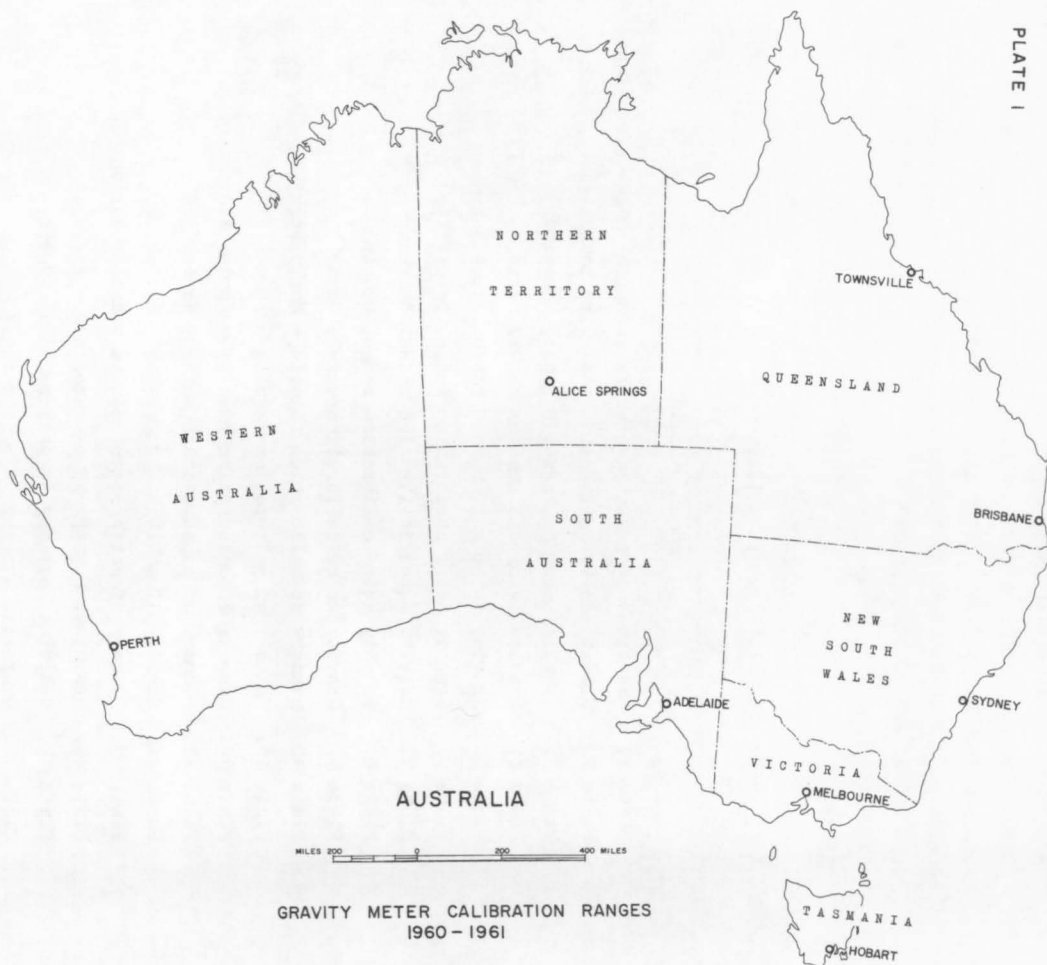 PLATE 1
NORTHERN
TERRITORY
TOWNSVILLE
ALICE SPRINGS
QUEENSLAND
WESTERN
AUSTRALIA
SOUTH
AUSTRALIA
BRISBANE
NEW
SOUTH
WALES
PERTH
ADELAIDE
SYDNEY
VICTORIA
MELBOURNE
AUSTRALIA
MILES 200 0 200 400 MILES
GRAVITY METER CALIBRATION RANGES
1960-1961
TASMANIA
HOBART